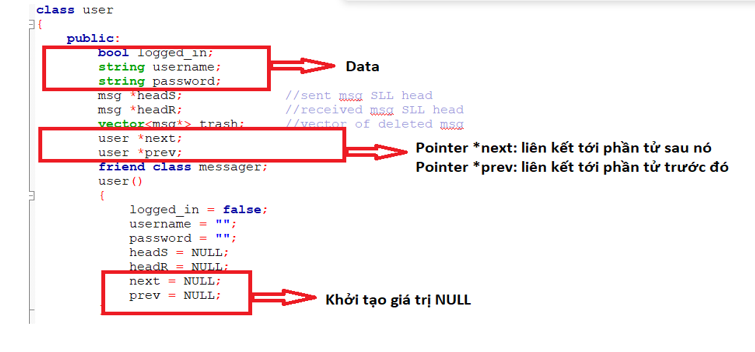 class user
{
public:
bool logged_in;
string username;
string password;
Data
msg *headS; //sent msg SLL head
msg *headR; //received msg SLL head
vector<msg*> trash; //vector of deleted msg
user *next;
user *prev;
Pointer *next: liên kết tới phần tử sau nó
Pointer *prev: liên kết tới phần tử trước đó
friend class messager;
user()
{
logged_in = false;
username = "";
password = "";
headS = NULL;
headR = NULL;
next = NULL;
prev = NULL;
Khởi tạo giá trị NULL